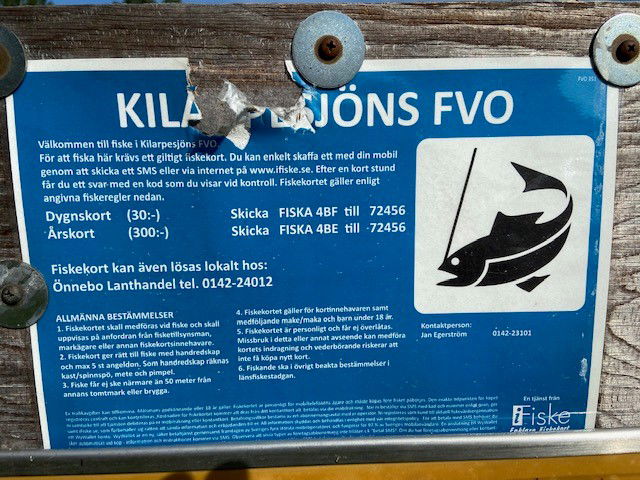 FVO 351
KILARPESJÖNS FVO
Välkommen till fiske i Kilarpesjöns FVO.
För att fiska här krävs ett giltigt fiskekort. Du kan enkelt skaffa ett med din mobil
genom att skicka ett SMS eller via internet på www.ifiske.se. Efter en kort stund
får du ett svar med en kod som du visar vid kontroll. Fiskekortet gäller enligt
angivna fiskeregler nedan.
Dygnskort (30:-) Skicka FISKA 4BF till 72456
Årskort (300:-) Skicka FISKA 4BE till 72456
Fiskekort kan även lösas lokalt hos:
Önnebo Lanthandel tel. 0142-24012
ALLMÄNNA BESTÄMMELSER
1. Fiskekortet skall medföras vid fiske och skall
uppvisas på anfordran från fisketillsynsman,
markägare eller annan fiskekortsinnehavare.
2. Fiskekort ger rätt till fiske med handredskap
och max 5 st angeldon. Som handredskap räknas
kast/spinnspö, mete och pimpel.
3. Fiske får ej ske närmare än 50 meter från
annans tomtmark eller brygga.
4. Fiskekortet gäller för kortinnehavaren samt
medföljande make/maka och barn under 18 år.
5. Fiskekortet är personligt och får ej överlåtas.
Missbruk i detta eller annat avseende kan medföra
kortets indragning och vederbörande riskerar att
inte få köpa nytt kort.
6. Fiskande ska i övrigt beakta bestämmelser i
länsfiskestadgan.
Kontaktperson:
Jan Egerström 0142-23101
En tjänst från
iFiske
Enklare Fiskekort